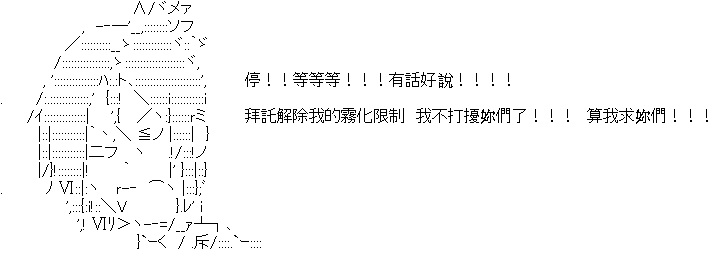 停！！等等等！！！有話好說！！！！
拜託解除我的霧化限制 我不打擾妳們了！！！ 算我求妳們！！！